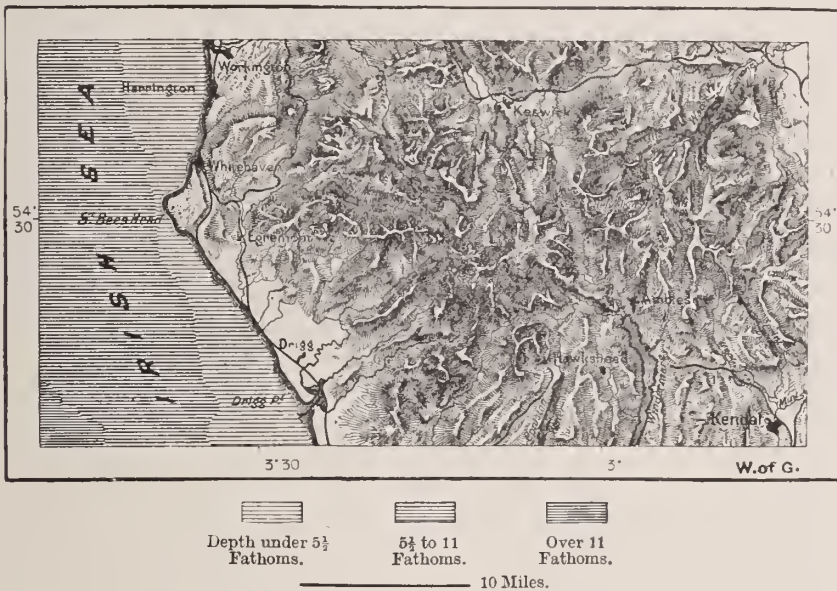 Workington
Harrington
Keswick
Whitehaven
IRISH SEA
54° 30
54° 30
St Bees Head
Egremont
Ambleside
Drigg
Hawkshead
Drigg Pt
Windermere
Kendal
3°30
3°
W. of G.
Depth under 5½ Fathoms.
5½ to 11 Fathoms.
Over 11 Fathoms.
10 Miles.